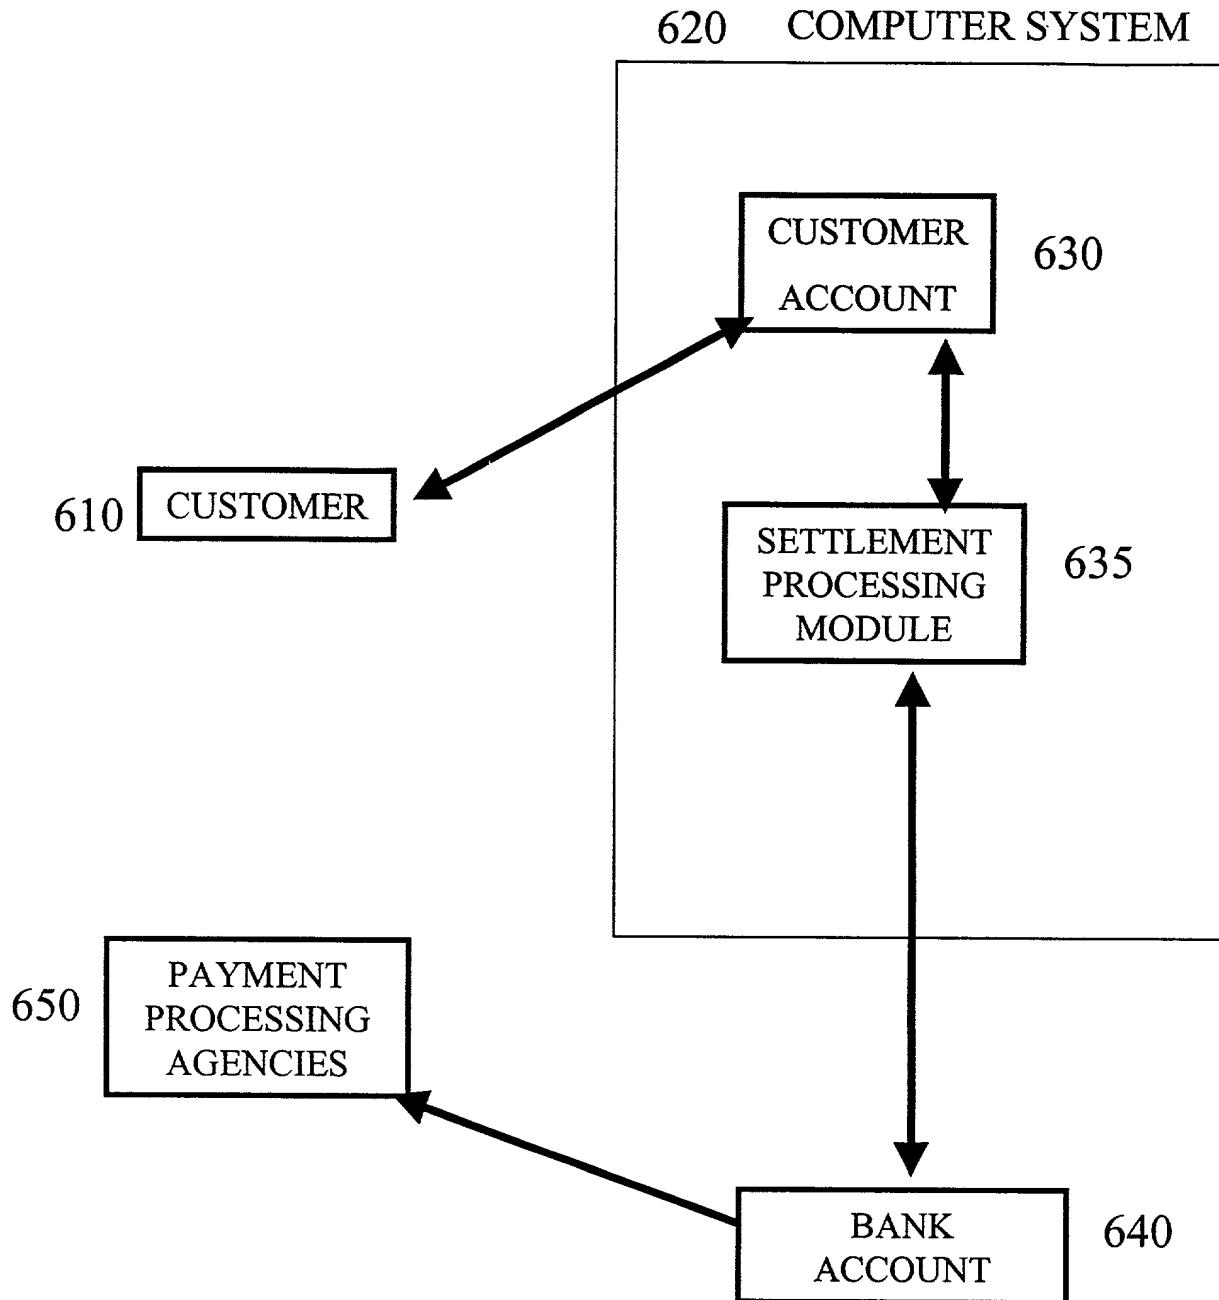 620 COMPUTER SYSTEM
CUSTOMER
ACCOUNT
630
610
CUSTOMER
SETTLEMENT
PROCESSING
MODULE
635
650
PAYMENT
PROCESSING
AGENCIES
BANK
ACCOUNT
640